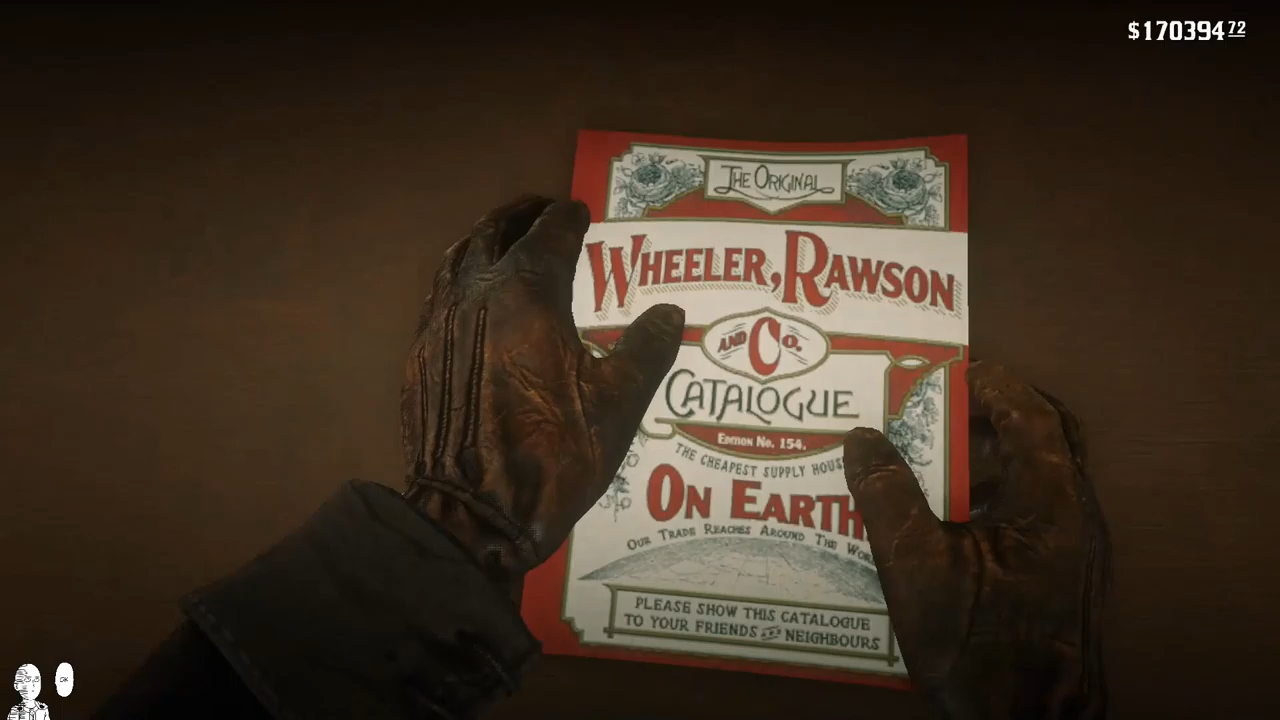 $170394.72
THE ORIGINAL
WHEELER, RAWSON
AND CO.
CATALOGUE
EDITION NO. 154.
THE CHEAPEST SUPPLY HOUS
ON EARTH
OUR TRADE REACHES AROUND THE WO
PLEASE SHOW THIS CATALOGUE
TO YOUR FRIENDS AND NEIGHBOURS
OK